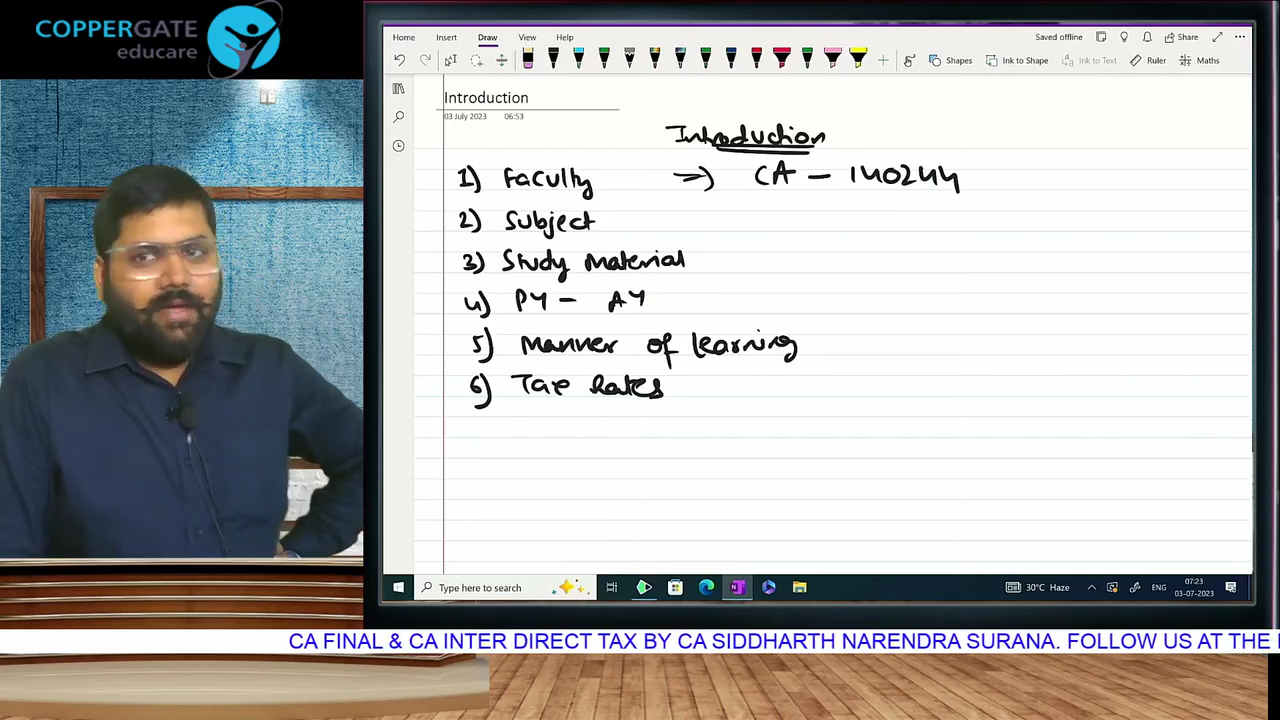 COPPERGATE
educare
Home Insert Draw View Help
Saved offline
Share
Shapes Ink to Shape Ink to Text Ruler Maths
Introduction
03 July 2023 06:53
Introduction
1) Faculty => CA - 140244
2) Subject
3) Study Material
4) PY - AY
5) Manner of learning
6) Tax Rates
Type here to search
30°C Haze
ENG
07:23
03-07-2023
CA FINAL & CA INTER DIRECT TAX BY CA SIDDHARTH NARENDRA SURANA. FOLLOW US AT THE